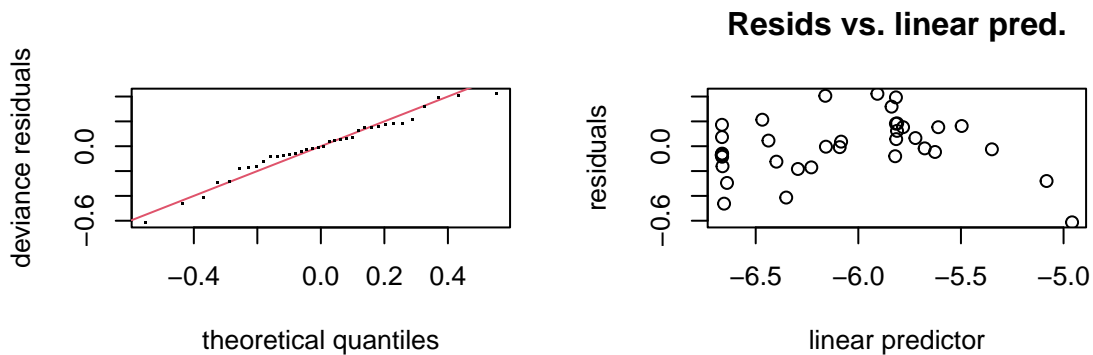 Resids vs. linear pred.
deviance residuals
0.0
−0.6
−0.4
0.0
0.2
0.4
theoretical quantiles
residuals
0.0
−0.6
−6.5
−6.0
−5.5
−5.0
linear predictor